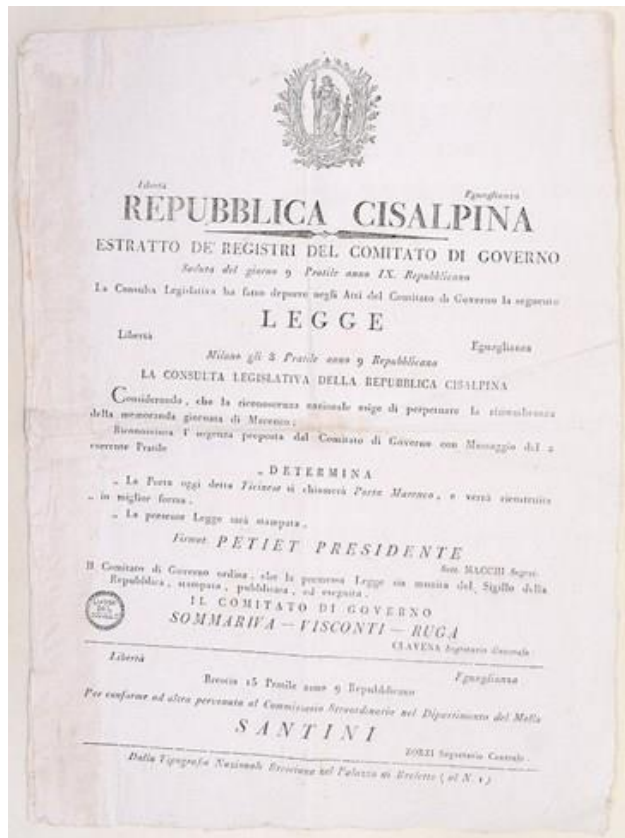 Libertà Eguaglianza
REPUBBLICA CISALPINA
ESTRATTO DE' REGISTRI DEL COMITATO DI GOVERNO
Seduta del giorno 9 Pratile anno IX. Repubblicano
La Consulta Legislativa ha fatto deporre negli Atti del Comitato di Governo la seguente
LEGGE
Libertà Eguaglianza
Milano gli 8 Pratile anno 9 Repubblicano
LA CONSULTA LEGISLATIVA DELLA REPUBBLICA CISALPINA
Considerando, che la riconoscenza nazionale esige di perpetuare la rimembranza
della memoranda giornata di Marengo;
Riconosciuta l'urgenza proposta dal Comitato di Governo con Messaggio del 2
corrente Pratile
„ DETERMINA
„ La Porta oggi detta Ticinese si chiamerà Porta Marengo, e verrà ricostruita
„ in miglior forma.
„ La presente Legge sarà stampata.
Firmat. PETIET PRESIDENTE
Sott. MACCHI Segret.
Il Comitato di Governo ordina, che la premessa Legge sia munita del Sigillo della
Repubblica, stampata, pubblicata, ed eseguita.
IL COMITATO DI GOVERNO
SOMMARIVA — VISCONTI — RUGA
CLAVENA Segretario Generale.
Libertà Eguaglianza
Brescia 15 Pratile anno 9 Repubblicano
Per conforme ad altra pervenuta al Commissario Straordinario nel Dipartimento del Mella
SANTINI
ZORZI Segretario Centrale.
Dalla Tipografia Nazionale Bresciana nel Palazzo di Broletto (al N. 1)